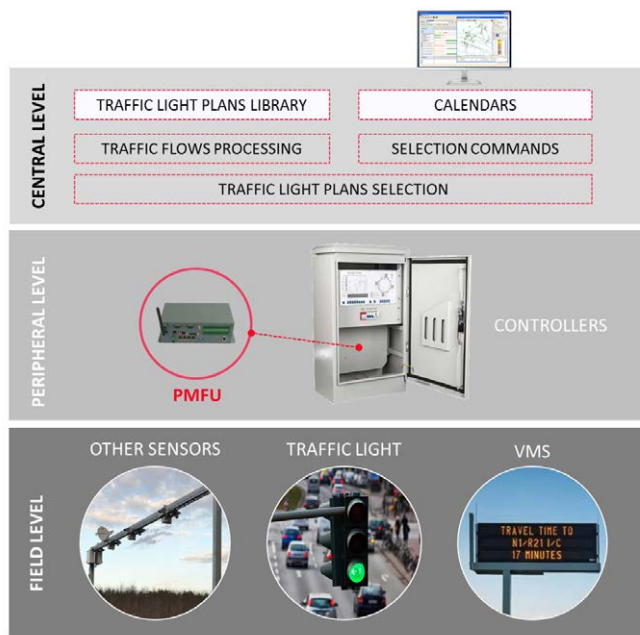 CENTRAL LEVEL
TRAFFIC LIGHT PLANS LIBRARY
CALENDARS
TRAFFIC FLOWS PROCESSING
SELECTION COMMANDS
TRAFFIC LIGHT PLANS SELECTION
PERIPHERAL LEVEL
PMFU
CONTROLLERS
FIELD LEVEL
OTHER SENSORS
TRAFFIC LIGHT
VMS
TRAVEL TIME TO
N1/R21 I/C
17 MINUTES